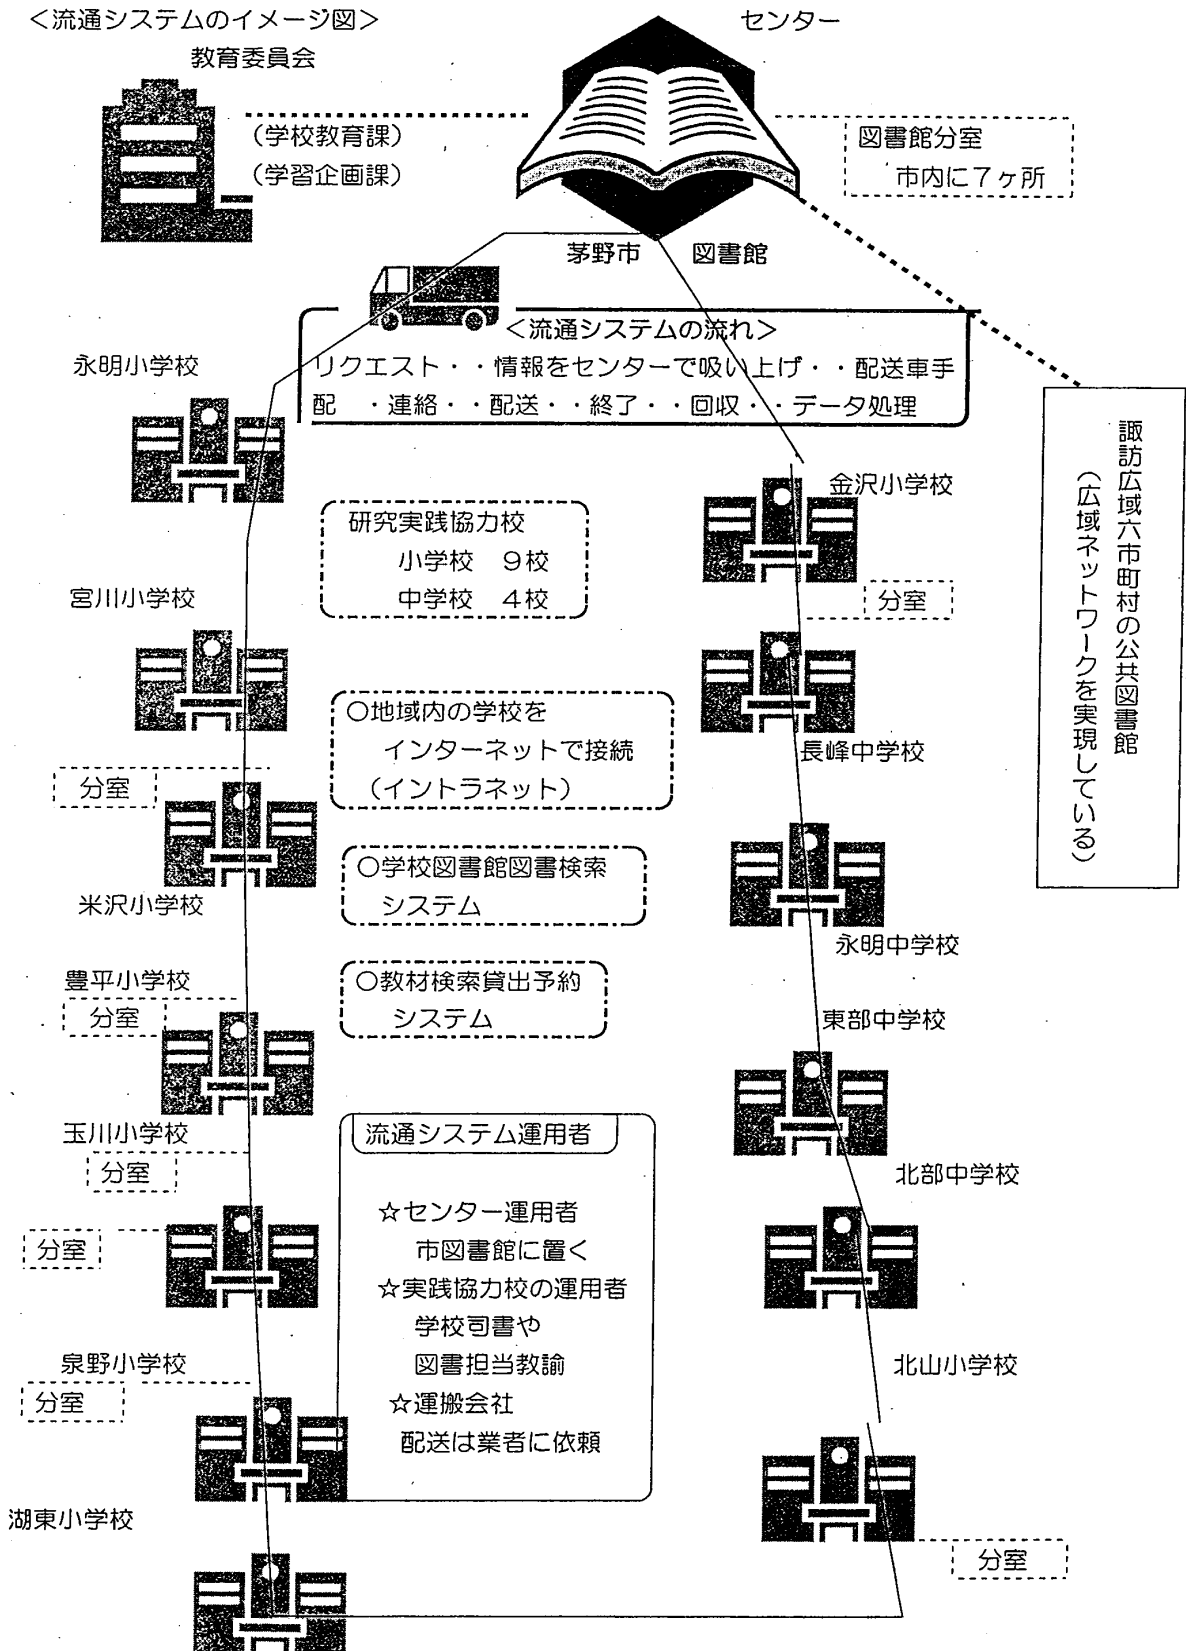 <流通システムのイメージ図>
センター
教育委員会
(学校教育課)
(学習企画課)
図書館分室
市内に7ヶ所
茅野市 図書館
<流通システムの流れ>
リクエスト・・情報をセンターで吸い上げ・・配送車手
配 ・連絡・・配送・・終了・・回収・・データ処理
諏訪広域六市町村の公共図書館
(広域ネットワークを実現している)
永明小学校
宮川小学校
分室
米沢小学校
豊平小学校
分室
玉川小学校
分室
分室
泉野小学校
分室
湖東小学校
研究実践協力校
小学校 9校
中学校 4校
○地域内の学校を
インターネットで接続
(イントラネット)
○学校図書館図書検索
システム
○教材検索貸出予約
システム
流通システム運用者
☆センター運用者
市図書館に置く
☆実践協力校の運用者
学校司書や
図書担当教諭
☆運搬会社
配送は業者に依頼
金沢小学校
分室
長峰中学校
永明中学校
東部中学校
北部中学校
北山小学校
分室